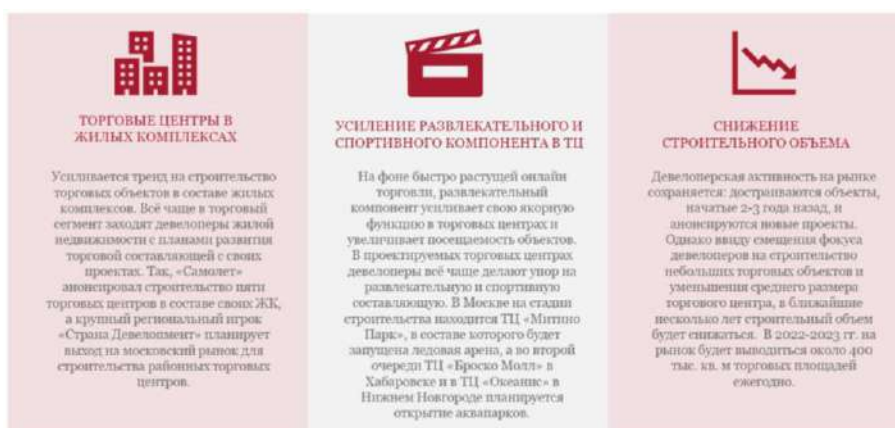 ТОРГОВЫЕ ЦЕНТРЫ В
ЖИЛЫХ КОМПЛЕКСАХ
Усиливается тренд на строительство
торговых объектов в составе жилых
комплексов. Всё чаще в торговый
сегмент заходят девелоперы жилой
недвижимости с планами развития
торговой составляющей с своих
проектах. Так, «Самолет»
анонсировал строительство пяти
торговых центров в составе своих ЖК,
а крупный региональный игрок
«Страна Девелопмент» планирует
выход на московский рынок для
строительства районных торговых
центров.
УСИЛЕНИЕ РАЗВЛЕКАТЕЛЬНОГО И
СПОРТИВНОГО КОМПОНЕНТА В ТЦ
На фоне быстро растущей онлайн
торговли, развлекательный
компонент усиливает свою якорную
функцию в торговых центрах и
увеличивает посещаемость объектов.
В проектируемых торговых центрах
девелоперы всё чаще делают упор на
развлекательную и спортивную
составляющую. В Москве на стадии
строительства находится ТЦ «Митино
Парк», в составе которого будет
запущена ледовая арена, а во второй
очереди ТЦ «Броско Молл» в
Хабаровске и в ТЦ «Океанис» в
Нижнем Новгороде планируется
открытие аквапарков.
СНИЖЕНИЕ
СТРОИТЕЛЬНОГО ОБЪЕМА
Девелоперская активность на рынке
сохраняется: достраиваются объекты,
начатые 2-3 года назад, и
анонсируются новые проекты.
Однако ввиду смещения фокуса
девелоперов на строительство
небольших торговых объектов и
уменьшения среднего размера
торгового центра, в ближайшие
несколько лет строительный объем
будет снижаться. В 2022-2023 гг. на
рынок будет выводиться около 400
тыс. кв. м торговых площадей
ежегодно.